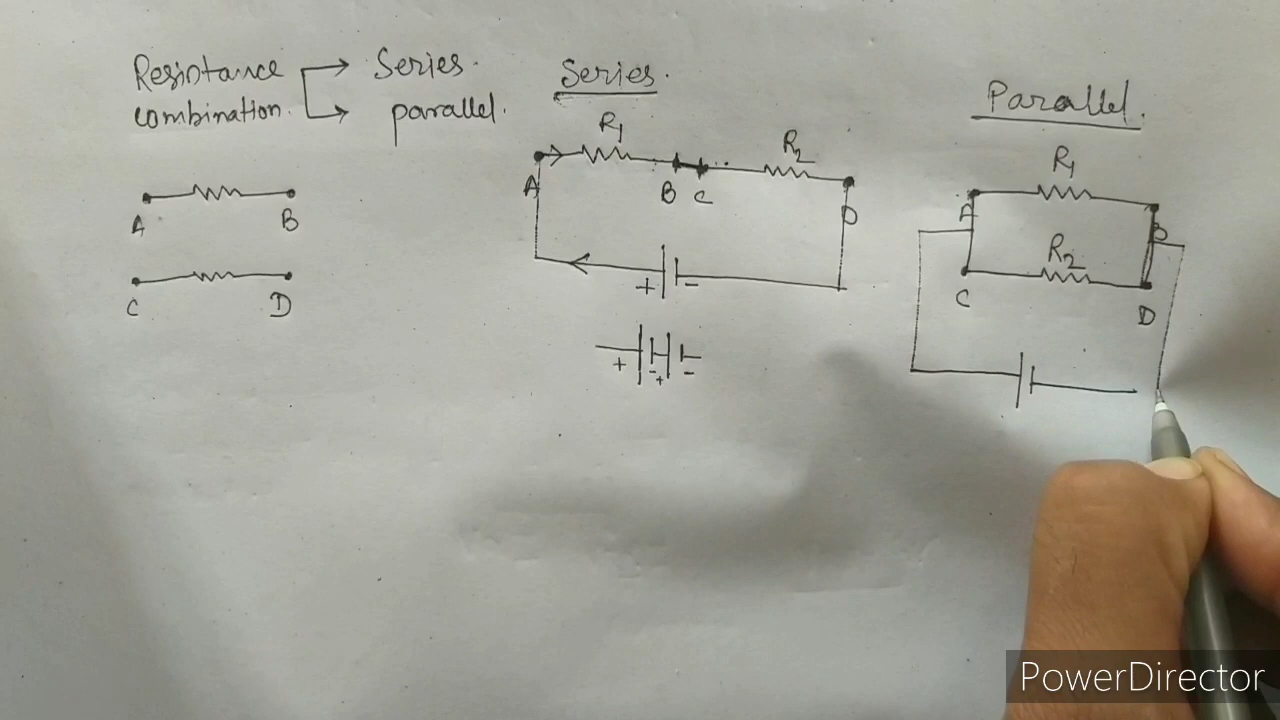 Resistance → Series.
combination. → parallel.
A B
C D
Series.
R1 R2
A B C D
+ -
+ - + -
Parallel.
R1
A B
R2
C D
PowerDirector